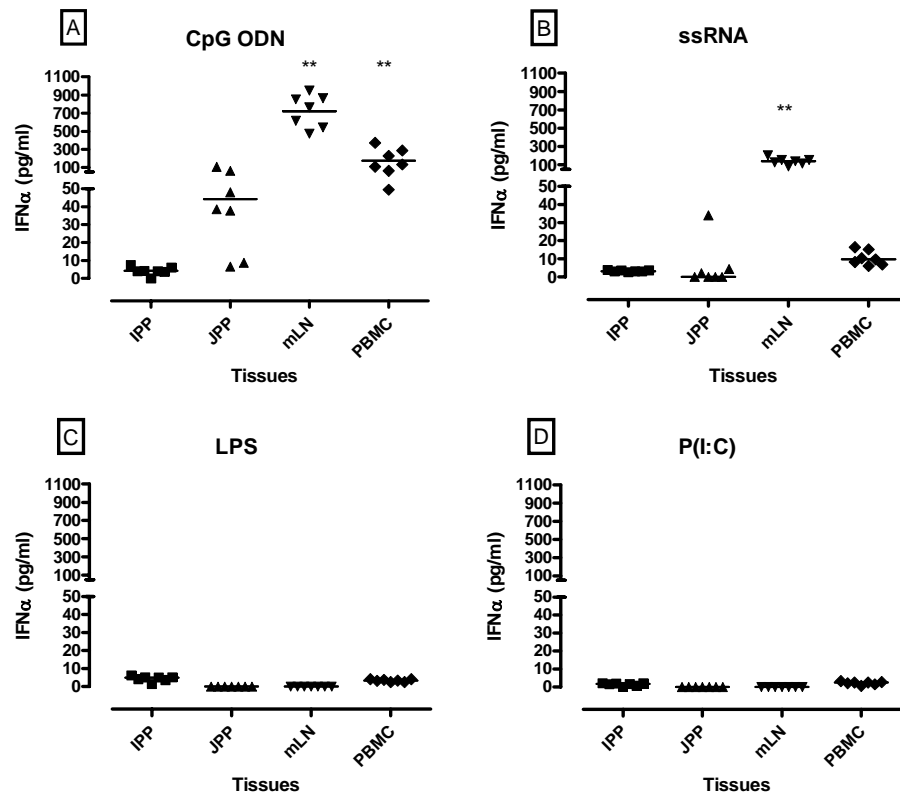 A
CpG ODN
** **
IFNα (pg/ml)
1100
900
700
500
300
100
50
40
30
20
10
0
IPP JPP mLN PBMC
Tissues
B
ssRNA
**
IFNα (pg/ml)
1100
900
700
500
300
100
50
40
30
20
10
0
IPP JPP mLN PBMC
Tissues
C
LPS
IFNα (pg/ml)
1100
900
700
500
300
100
50
40
30
20
10
0
IPP JPP mLN PBMC
Tissues
D
P(I:C)
IFNα (pg/ml)
1100
900
700
500
300
100
50
40
30
20
10
0
IPP JPP mLN PBMC
Tissues